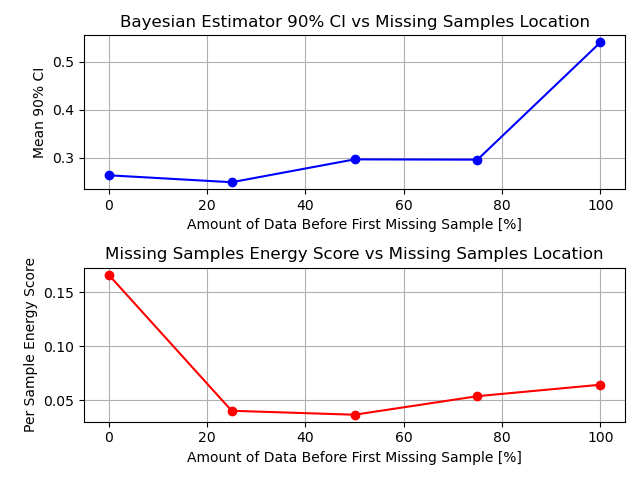 Bayesian Estimator 90% CI vs Missing Samples Location
Mean 90% CI
0.5
0.4
0.3
0 20 40 60 80 100
Amount of Data Before First Missing Sample [%]
Missing Samples Energy Score vs Missing Samples Location
Per Sample Energy Score
0.15
0.10
0.05
0 20 40 60 80 100
Amount of Data Before First Missing Sample [%]